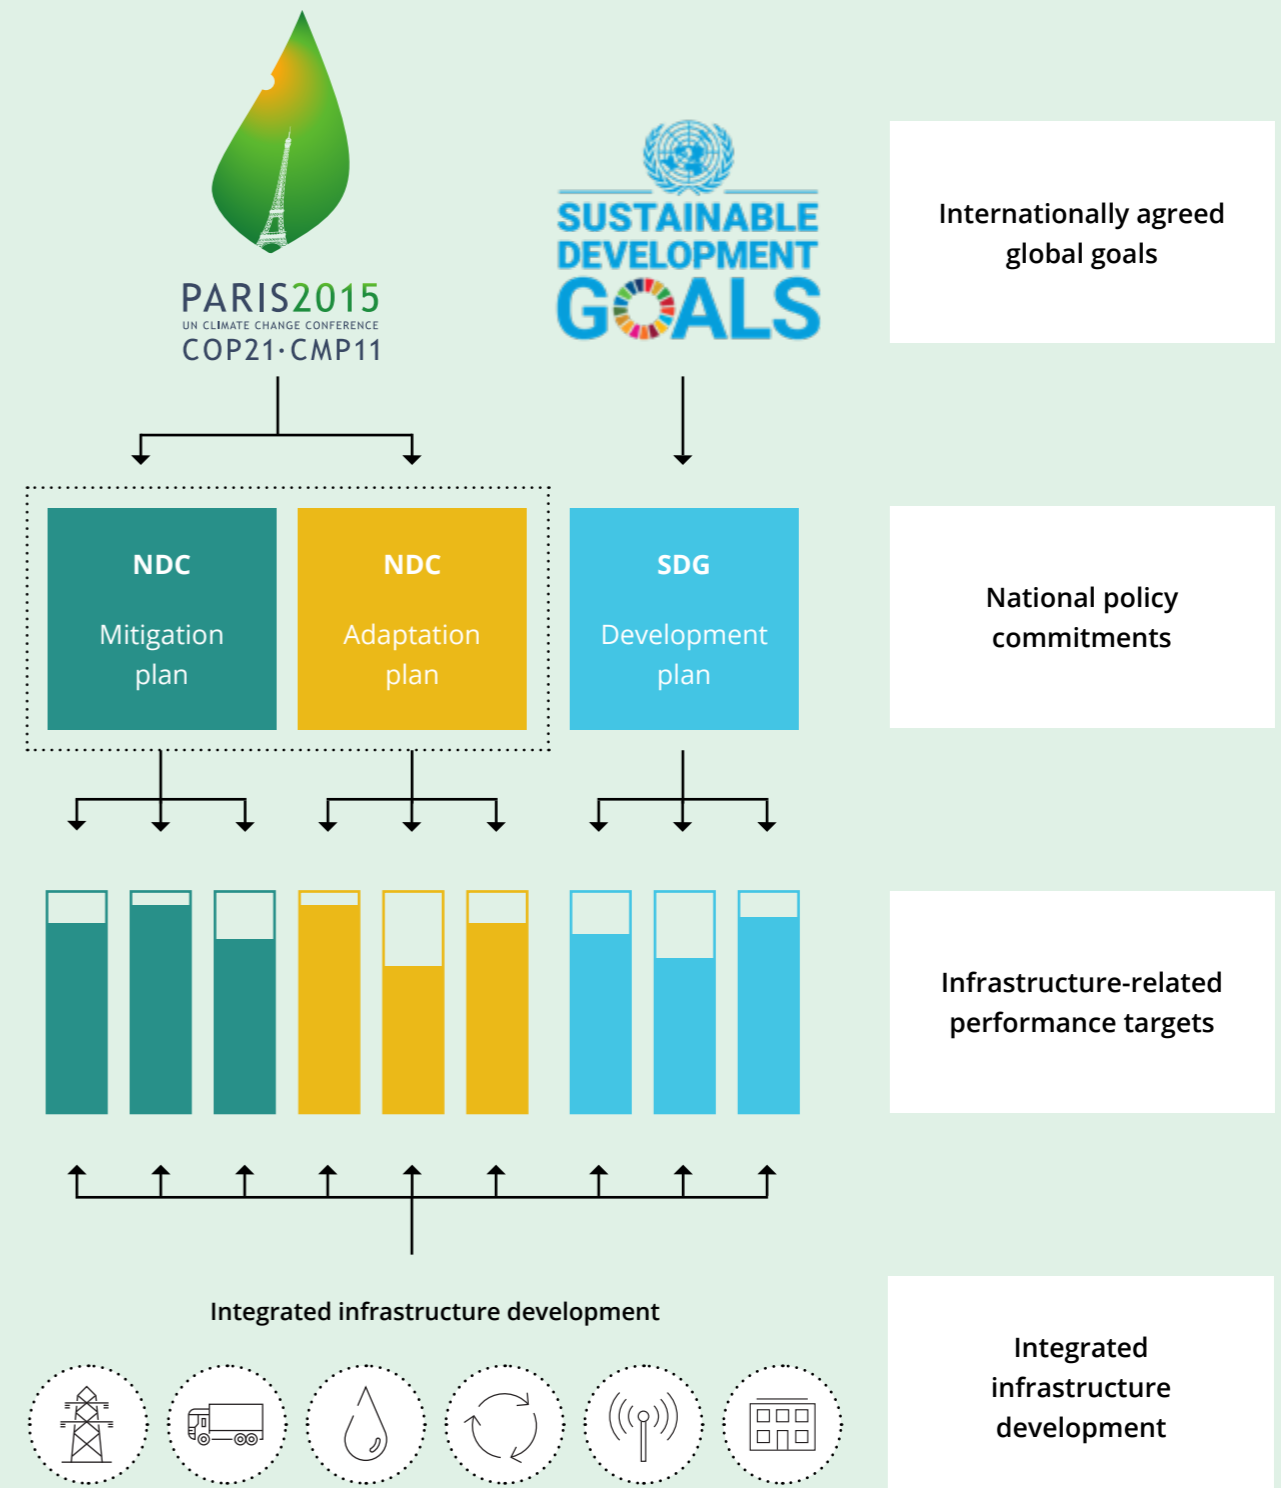 PARIS2015
UN CLIMATE CHANGE CONFERENCE
COP21·CMP11
SUSTAINABLE
DEVELOPMENT
GOALS
Internationally agreed
global goals
NDC
Mitigation
plan
NDC
Adaptation
plan
SDG
Development
plan
National policy
commitments
Infrastructure-related
performance targets
Integrated infrastructure development
Integrated
infrastructure
development